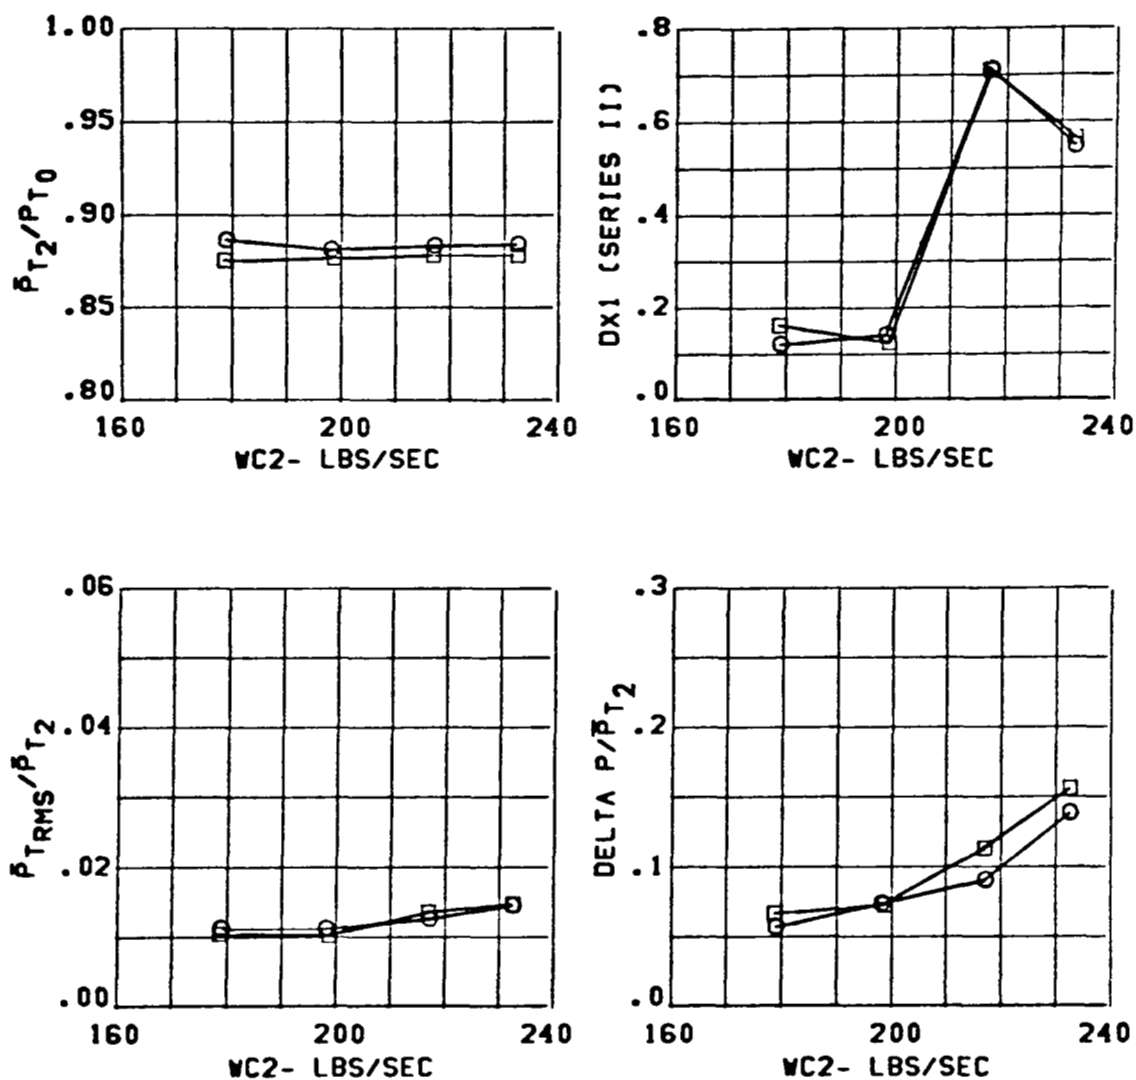 1.00
.95
.90
.85
.80
P̄T2/PT0
160 200 240
WC2- LBS/SEC
.8
.6
.4
.2
.0
DX1 (SERIES II)
160 200 240
WC2- LBS/SEC
.06
.04
.02
.00
P̄TRMS/P̄T2
160 200 240
WC2- LBS/SEC
.3
.2
.1
.0
DELTA P/P̄T2
160 200 240
WC2- LBS/SEC